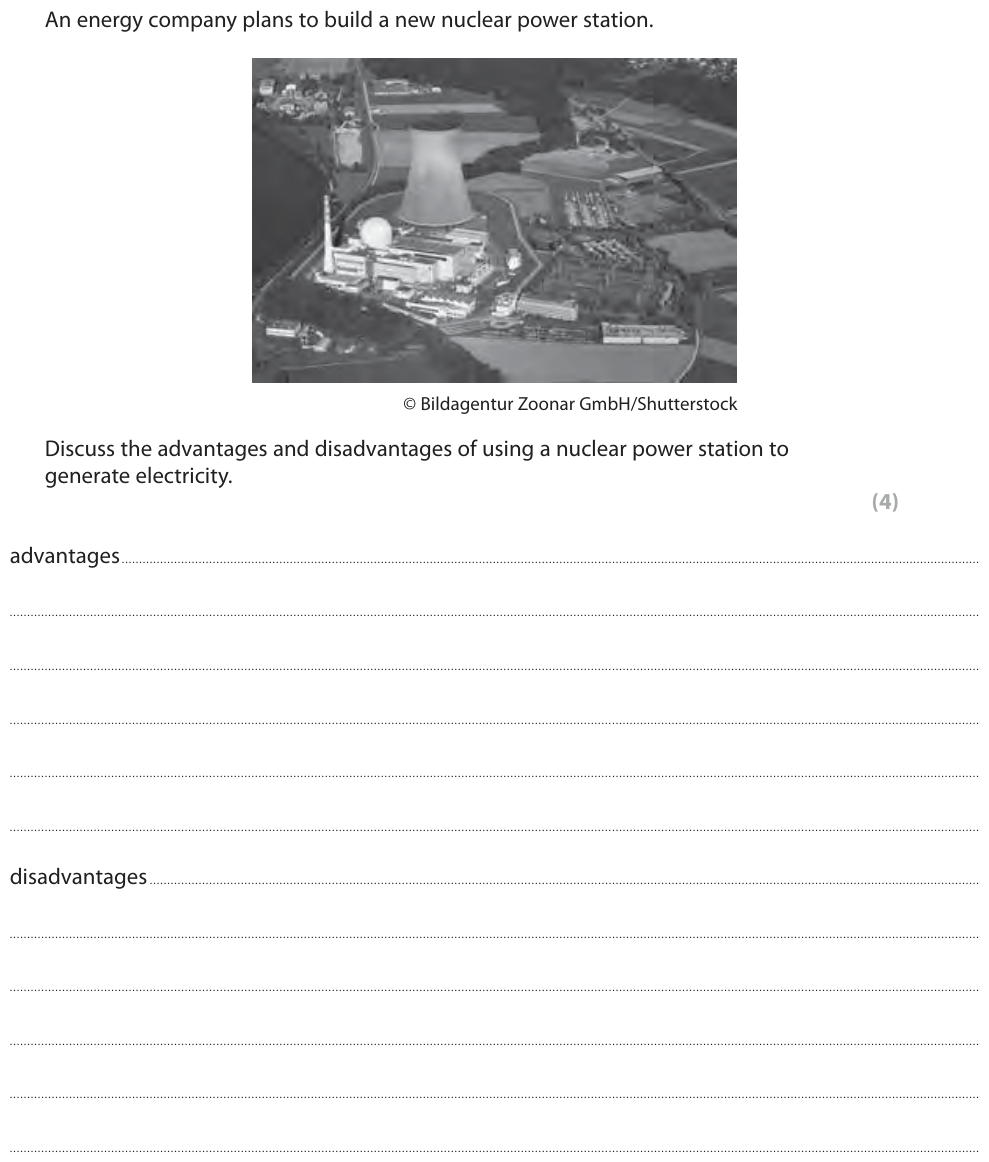 An energy company plans to build a new nuclear power station.
© Bildagentur Zoonar GmbH/Shutterstock
Discuss the advantages and disadvantages of using a nuclear power station to
generate electricity.
(4)
advantages
disadvantages